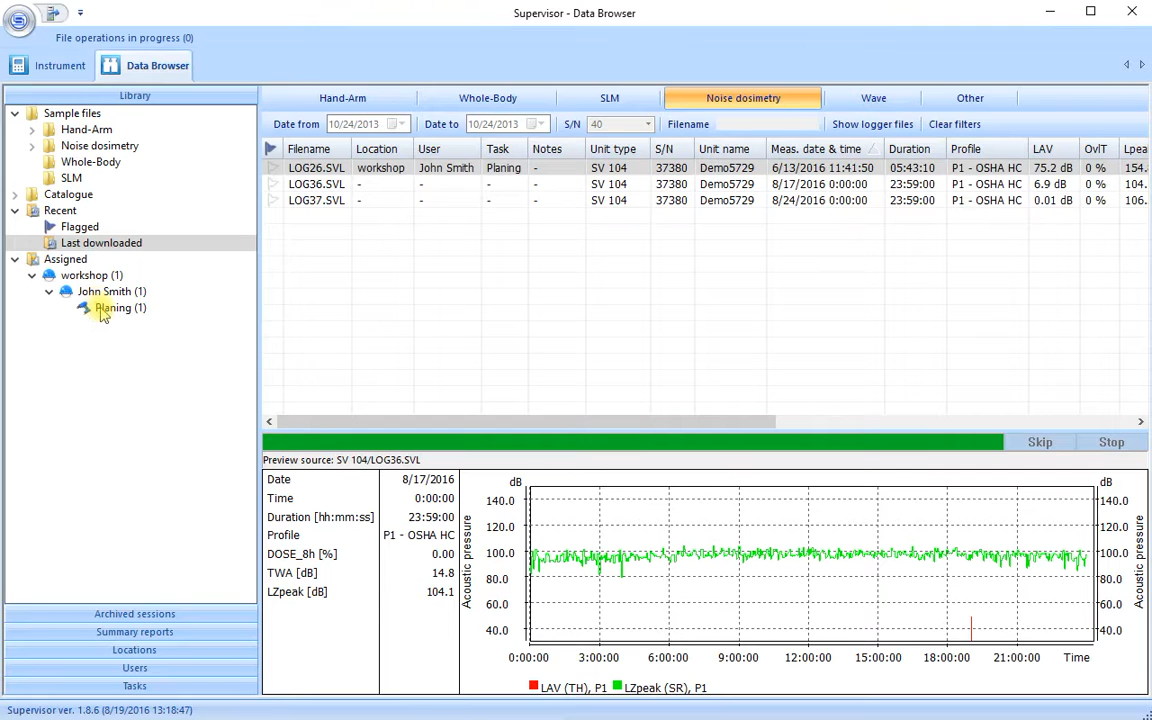 Supervisor - Data Browser
File operations in progress (0)
Instrument
Data Browser
Library
Sample files
Hand-Arm
Noise dosimetry
Whole-Body
SLM
Catalogue
Recent
Flagged
Last downloaded
Assigned
workshop (1)
John Smith (1)
Planing (1)
Archived sessions
Summary reports
Locations
Users
Tasks
Hand-Arm Whole-Body SLM Noise dosimetry Wave Other
Date from 10/24/2013 Date to 10/24/2013 S/N 40 Filename Show logger files Clear filters
Filename Location User Task Notes Unit type S/N Unit name Meas. date & time Duration Profile LAV OvlT Lpeal
LOG26.SVL workshop John Smith Planing - SV 104 37380 Demo5729 6/13/2016 11:41:50 05:43:10 P1 - OSHA HC 75.2 dB 0 % 154.
LOG36.SVL - - - - SV 104 37380 Demo5729 8/17/2016 0:00:00 23:59:00 P1 - OSHA HC 6.9 dB 0 % 104.
LOG37.SVL - - - - SV 104 37380 Demo5729 8/24/2016 0:00:00 23:59:00 P1 - OSHA HC 0.01 dB 0 % 106.
Skip Stop
Preview source: SV 104/LOG36.SVL
Date 8/17/2016
Time 0:00:00
Duration [hh:mm:ss] 23:59:00
Profile P1 - OSHA HC
DOSE_8h [%] 0.00
TWA [dB] 14.8
LZpeak [dB] 104.1
dB
140.0
120.0
100.0
80.0
60.0
40.0
Acoustic pressure
dB
140.0
120.0
100.0
80.0
60.0
40.0
Acoustic pressure
0:00:00 3:00:00 6:00:00 9:00:00 12:00:00 15:00:00 18:00:00 21:00:00 Time
LAV (TH), P1 LZpeak (SR), P1
Supervisor ver. 1.8.6 (8/19/2016 13:18:47)